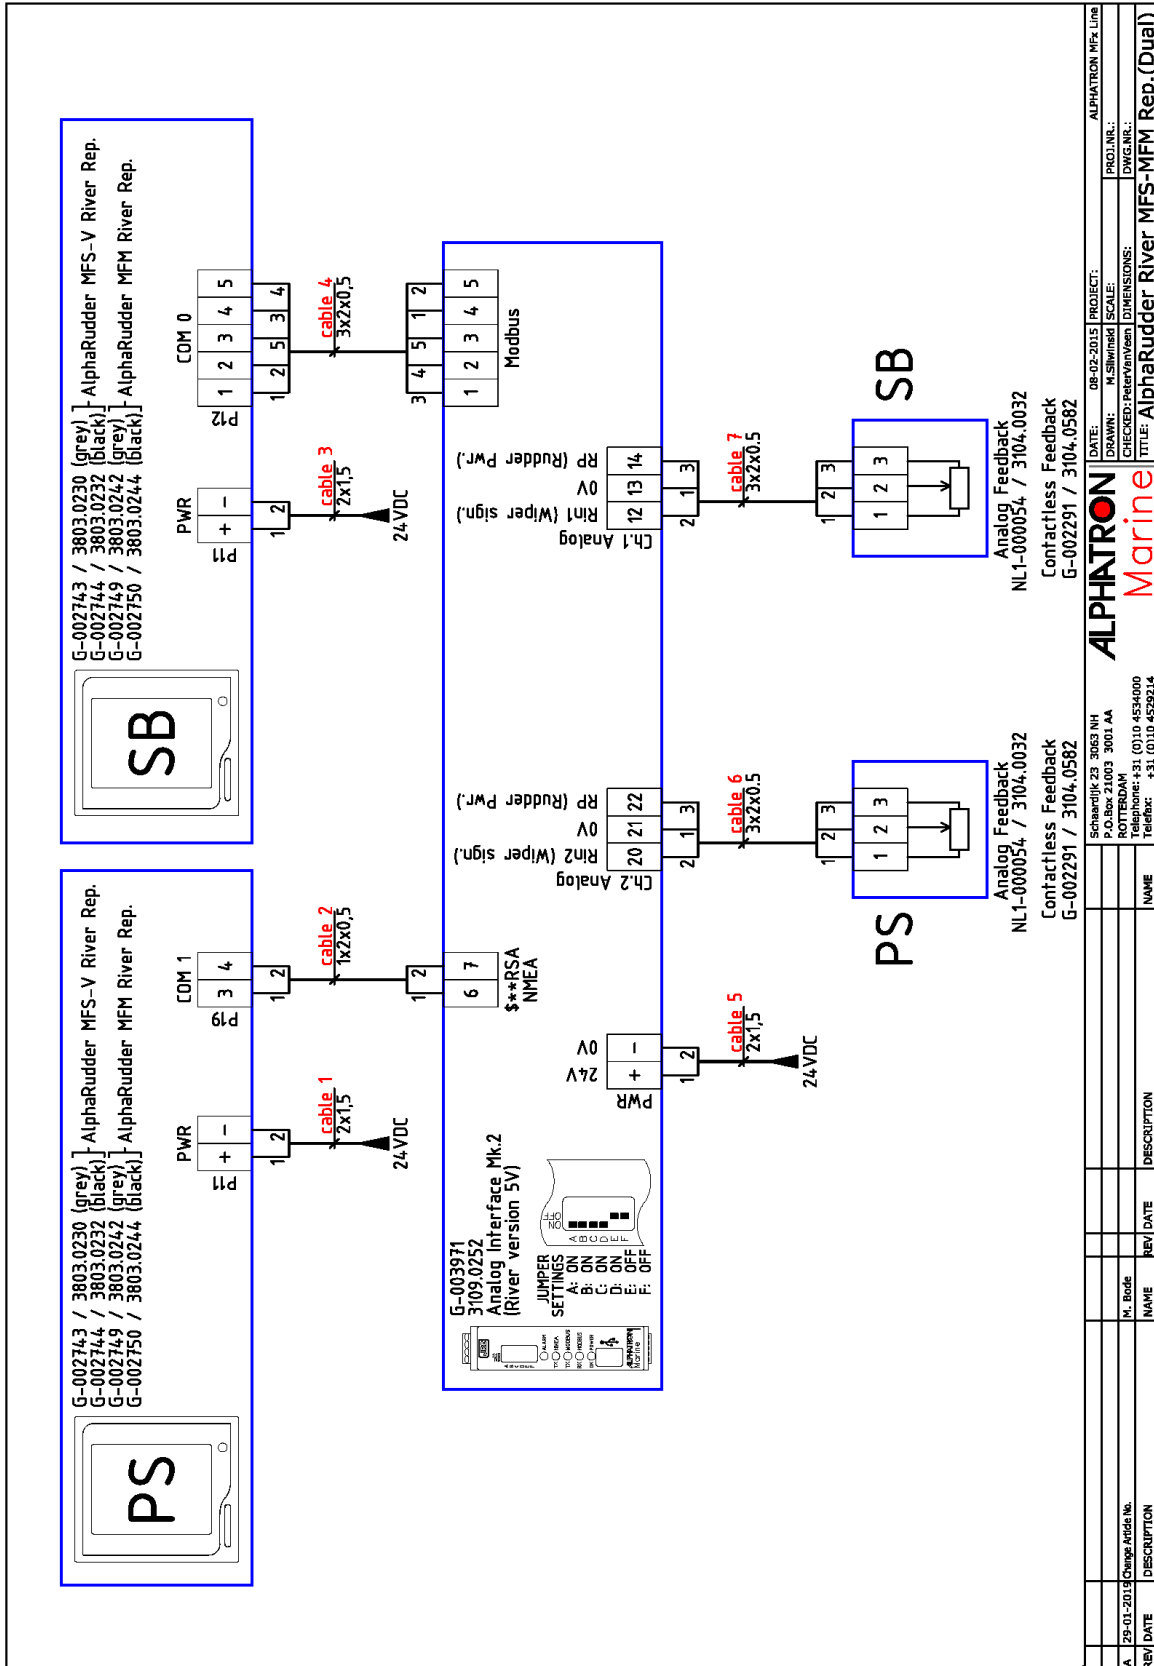 G-002743 / 3803.0230 (grey)
G-002744 / 3803.0232 (black)
AlphaRudder MFS-V River Rep.
G-002749 / 3803.0242 (grey)
G-002750 / 3803.0244 (black)
AlphaRudder MFM River Rep.
PS
PWR
+ -
P11
1 2
cable 1
2x1,5
24VDC
COM 1
3 4
P19
1 2
cable 2
1x2x0,5
1 2
6 7
$**RSA
NMEA
G-002743 / 3803.0230 (grey)
G-002744 / 3803.0232 (black)
AlphaRudder MFS-V River Rep.
G-002749 / 3803.0242 (grey)
G-002750 / 3803.0244 (black)
AlphaRudder MFM River Rep.
SB
PWR
+ -
P11
1 2
cable 3
2x1,5
24VDC
COM 0
1 2 3 4 5
P12
1 2 5 3 4
cable 4
3x2x0,5
3 4 5 1 2
1 2 3 4 5
Modbus
G-003971
3109.0252
Analog Interface Mk.2
(River version 5V)
JUMPER
SETTINGS
A: ON
B: ON
C: ON
D: ON
E: OFF
F: OFF
ON
OFF
A B C D E F
ALARM
TX NMEA
TX MODBUS
RX MODBUS
POWER
ALPHATRON
Marine
24V 0V
+ -
PWR
1 2
cable 5
2x1,5
24VDC
Rin2 (Wiper sign.)
0V
RP (Rudder Pwr.)
20 21 22
Ch.2 Analog
2 1 3
cable 6
3x2x0.5
1 2 3
1 2 3
PS
Analog Feedback
NL1-000054 / 3104.0032
Contactless Feedback
G-002291 / 3104.0582
Rin1 (Wiper sign.)
0V
RP (Rudder Pwr.)
12 13 14
Ch.1 Analog
2 1 3
cable 7
3x2x0.5
1 2 3
1 2 3
SB
Analog Feedback
NL1-000054 / 3104.0032
Contactless Feedback
G-002291 / 3104.0582
A 29-01-2019 Change Article No. M. Bode
REV DATE DESCRIPTION NAME
REV DATE DESCRIPTION NAME
Schaardijk 23 3063 NH
P.O.Box 21003 3001 AA
ROTTERDAM
Telephone: +31 (0)10 4534000
Telefax: +31 (0)10 4529214
ALPHATRON
Marine
DATE: 08-02-2015
DRAWN: M.Sliwinski
CHECKED: PeterVanVeen
PROJECT: ALPHATRON MFx Line
SCALE: PROJ.NR.:
DIMENSIONS: DWG.NR.:
TITLE: AlphaRudder River MFS-MFM Rep.(Dual)